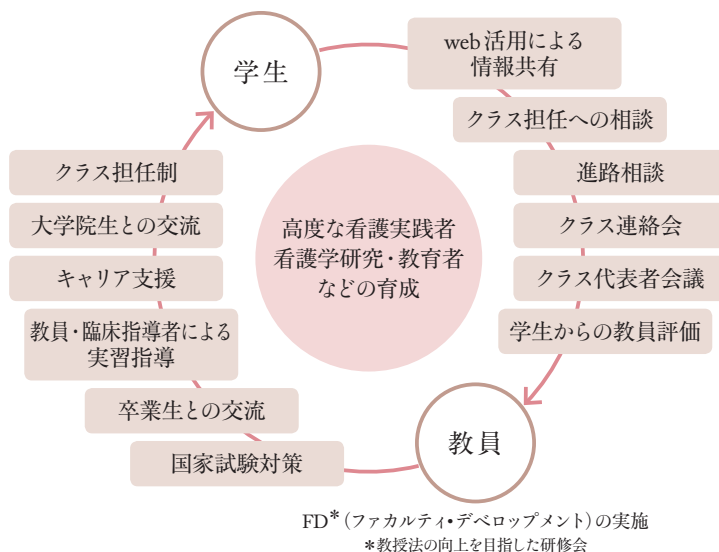 学生
web 活用による
情報共有
クラス担任への相談
進路相談
クラス連絡会
クラス代表者会議
学生からの教員評価
クラス担任制
大学院生との交流
キャリア支援
教員・臨床指導者による
実習指導
卒業生との交流
国家試験対策
高度な看護実践者
看護学研究・教育者
などの育成
教員
FD*（ファカルティ・デベロップメント）の実施
*教授法の向上を目指した研修会